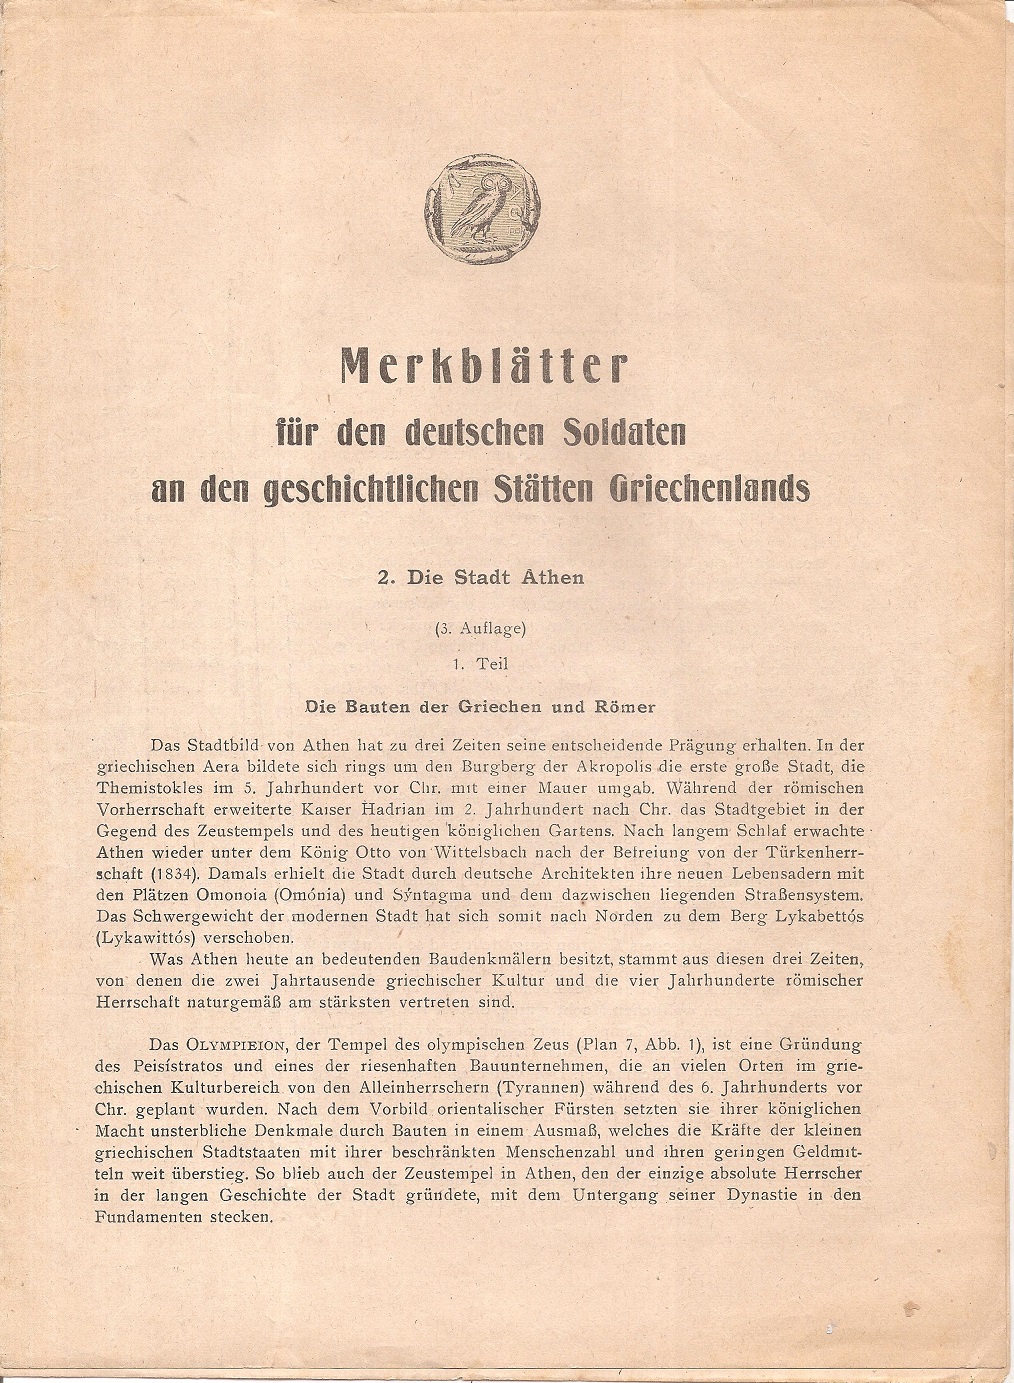 Merkblätter
für den deutschen Soldaten
an den geschichtlichen Stätten Griechenlands
2. Die Stadt Athen
(3. Auflage)
1. Teil
Die Bauten der Griechen und Römer
Das Stadtbild von Athen hat zu drei Zeiten seine entscheidende Prägung erhalten. In der
griechischen Aera bildete sich rings um den Burgberg der Akropolis die erste große Stadt, die
Themistokles im 5. Jahrhundert vor Chr. mit einer Mauer umgab. Während der römischen
Vorherrschaft erweiterte Kaiser Hadrian im 2. Jahrhundert nach Chr. das Stadtgebiet in der
Gegend des Zeustempels und des heutigen königlichen Gartens. Nach langem Schlaf erwachte
Athen wieder unter dem König Otto von Wittelsbach nach der Befreiung von der Türkenherr-
schaft (1834). Damals erhielt die Stadt durch deutsche Architekten ihre neuen Lebensadern mit
den Plätzen Omonoia (Omónia) und Sýntagma und dem dazwischen liegenden Straßensystem.
Das Schwergewicht der modernen Stadt hat sich somit nach Norden zu dem Berg Lykabettós
(Lykawittós) verschoben.
Was Athen heute an bedeutenden Baudenkmälern besitzt, stammt aus diesen drei Zeiten,
von denen die zwei Jahrtausende griechischer Kultur und die vier Jahrhunderte römischer
Herrschaft naturgemäß am stärksten vertreten sind.
Das OLYMPIEION, der Tempel des olympischen Zeus (Plan 7, Abb. 1), ist eine Gründung
des Peisístratos und eines der riesenhaften Bauunternehmen, die an vielen Orten im grie-
chischen Kulturbereich von den Alleinherrschern (Tyrannen) während des 6. Jahrhunderts vor
Chr. geplant wurden. Nach dem Vorbild orientalischer Fürsten setzten sie ihrer königlichen
Macht unsterbliche Denkmale durch Bauten in einem Ausmaß, welches die Kräfte der kleinen
griechischen Stadtstaaten mit ihrer beschränkten Menschenzahl und ihren geringen Geldmit-
teln weit überstieg. So blieb auch der Zeustempel in Athen, den der einzige absolute Herrscher
in der langen Geschichte der Stadt gründete, mit dem Untergang seiner Dynastie in den
Fundamenten stecken.